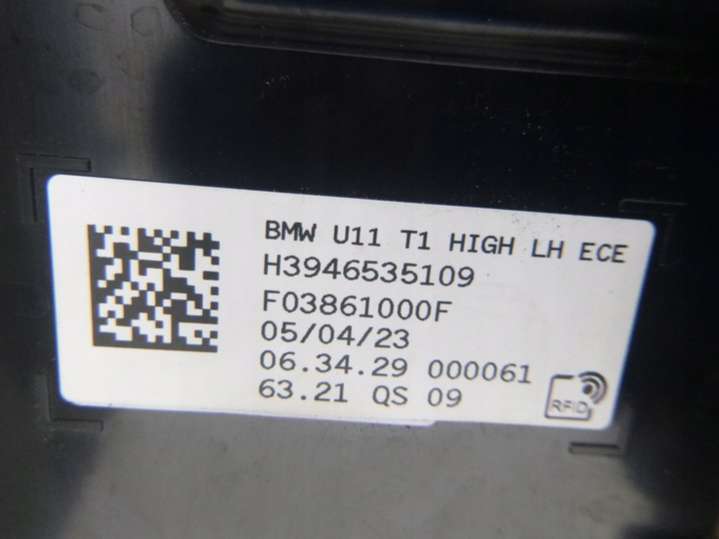 BMW U11 T1 HIGH LH ECE
H3946535109
F03861000F
05/04/23
06.34.29 000061
63.21 QS 09
RFID